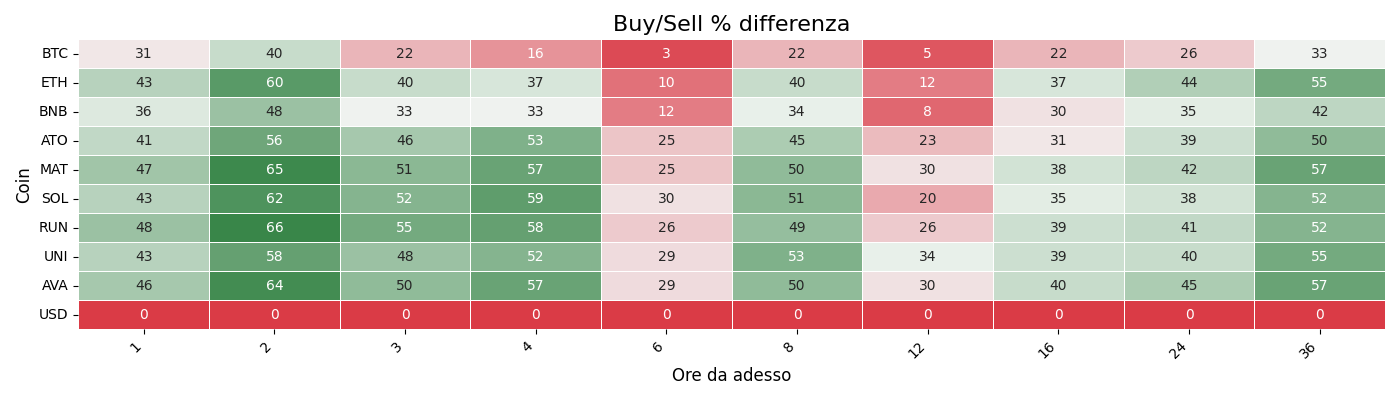 Buy/Sell % differenza
Coin
BTC 31 40 22 16 3 22 5 22 26 33
ETH 43 60 40 37 10 40 12 37 44 55
BNB 36 48 33 33 12 34 8 30 35 42
ATO 41 56 46 53 25 45 23 31 39 50
MAT 47 65 51 57 25 50 30 38 42 57
SOL 43 62 52 59 30 51 20 35 38 52
RUN 48 66 55 58 26 49 26 39 41 52
UNI 43 58 48 52 29 53 34 39 40 55
AVA 46 64 50 57 29 50 30 40 45 57
USD 0 0 0 0 0 0 0 0 0 0
1 2 3 4 6 8 12 16 24 36
Ore da adesso